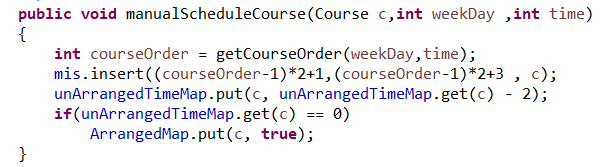 public void manualScheduleCourse(Course c,int weekDay ,int time)
{
int courseOrder = getCourseOrder(weekDay,time);
mis.insert((courseOrder-1)*2+1,(courseOrder-1)*2+3 , c);
unArrangedTimeMap.put(c, unArrangedTimeMap.get(c) - 2);
if(unArrangedTimeMap.get(c) == 0)
ArrangedMap.put(c, true);
}